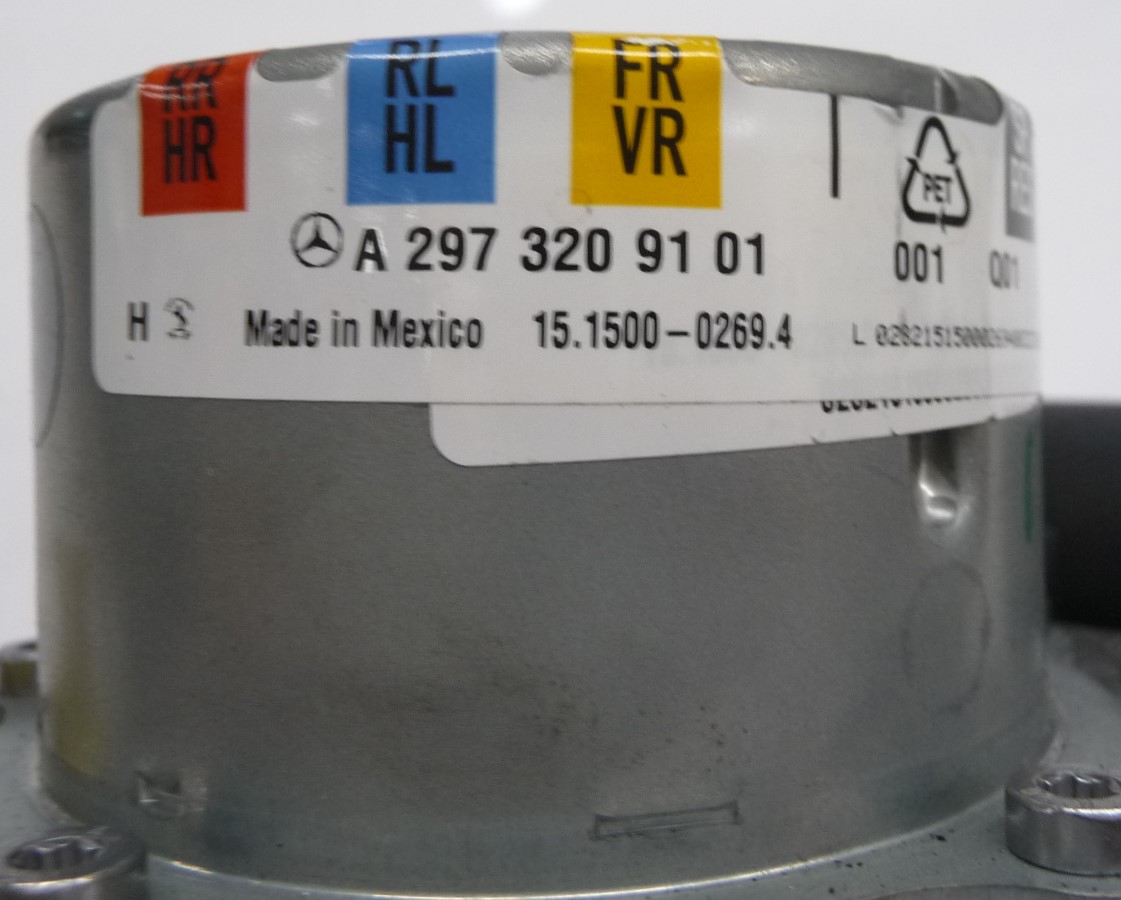 RR
HR
RL
HL
FR
VR
PET
A 297 320 91 01
001
Q01
H
Made in Mexico
15.1500-0269.4
L